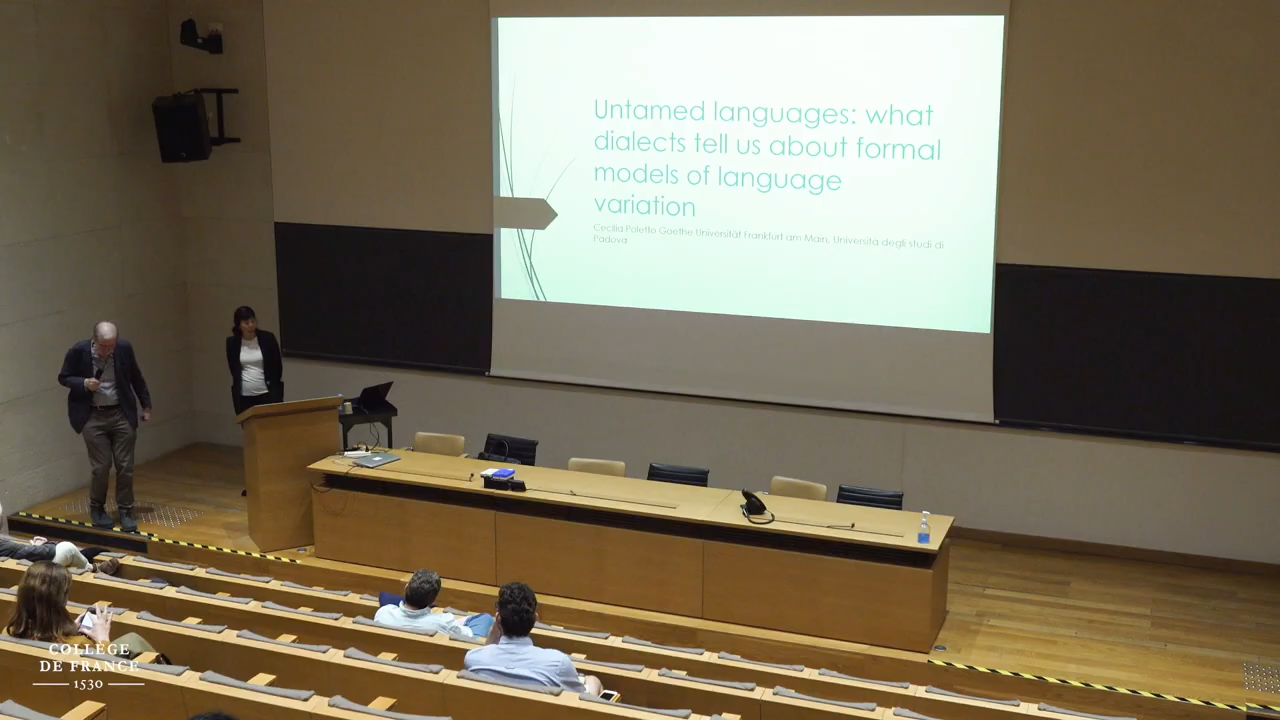 Untamed languages: what
dialects tell us about formal
models of language
variation
Cecilia Poletto Goethe Universität Frankfurt am Main, Universita degli studi di
Padova
COLLÈGE
DE FRANCE
1530